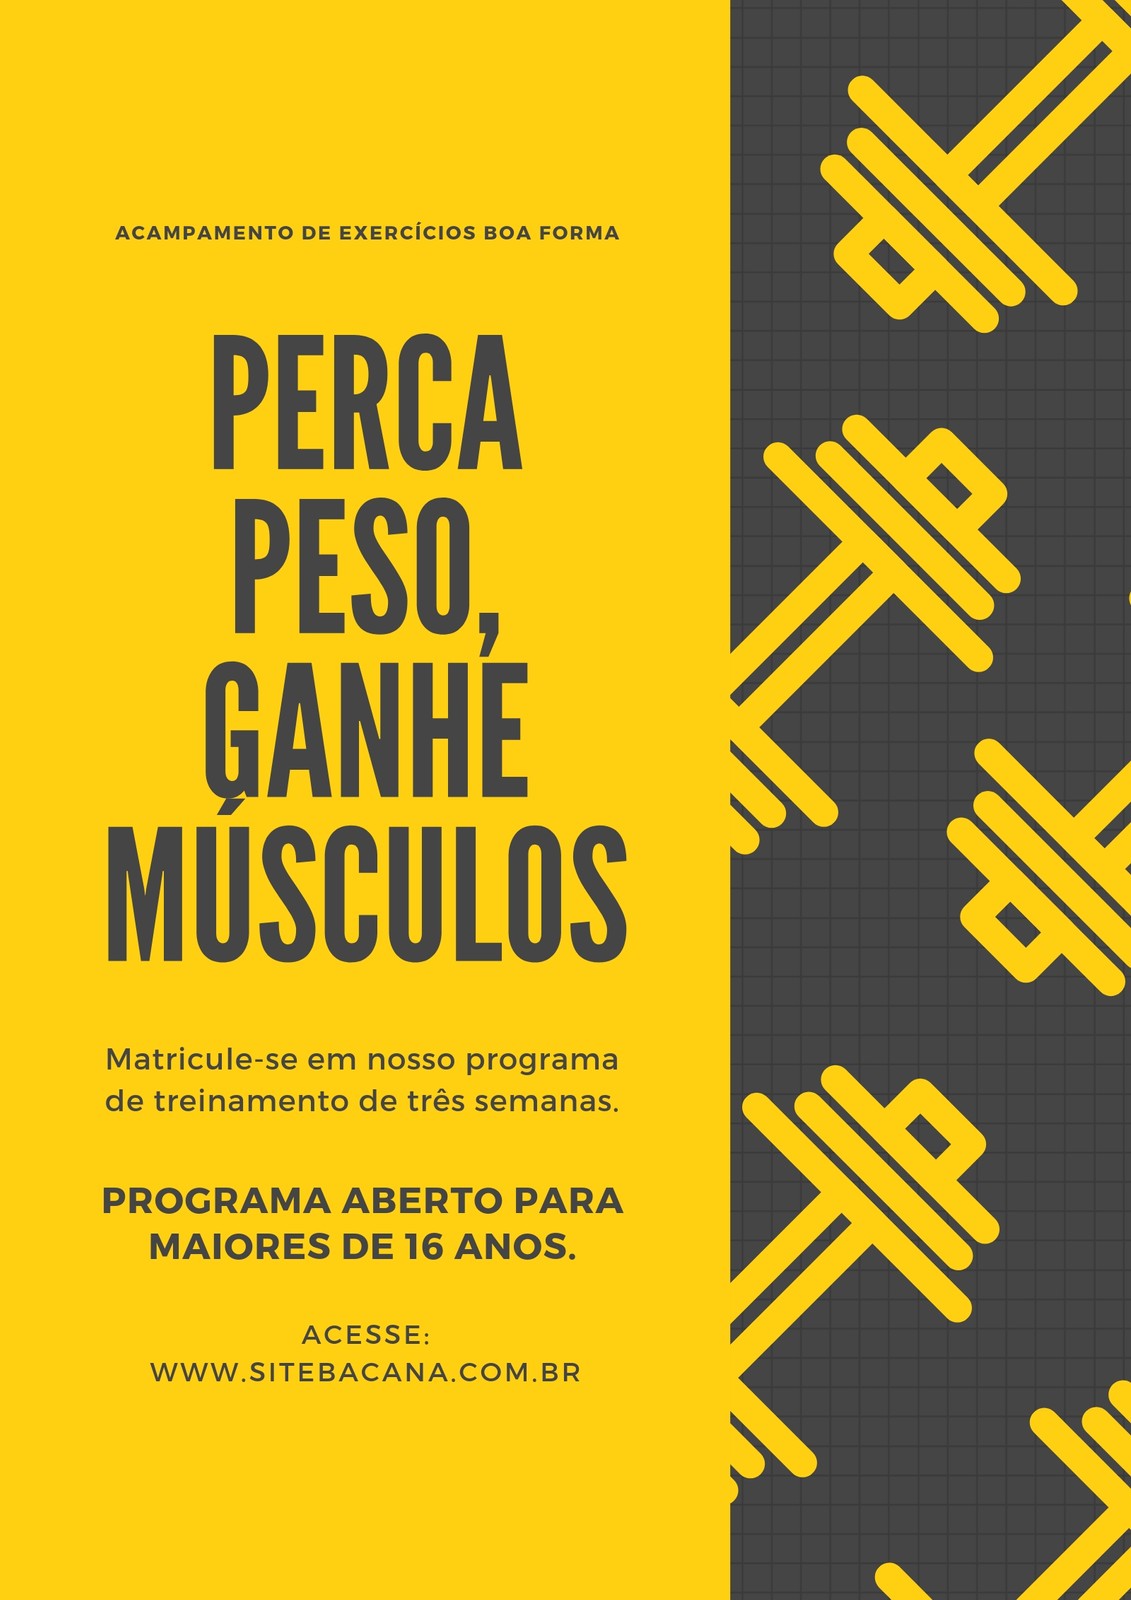 ACAMPAMENTO DE EXERCÍCIOS BOA FORMA
PERCA
PESO,
GANHE
MÚSCULOS
Matricule-se em nosso programa
de treinamento de três semanas.
PROGRAMA ABERTO PARA
MAIORES DE 16 ANOS.
ACESSE:
WWW.SITEBACANA.COM.BR